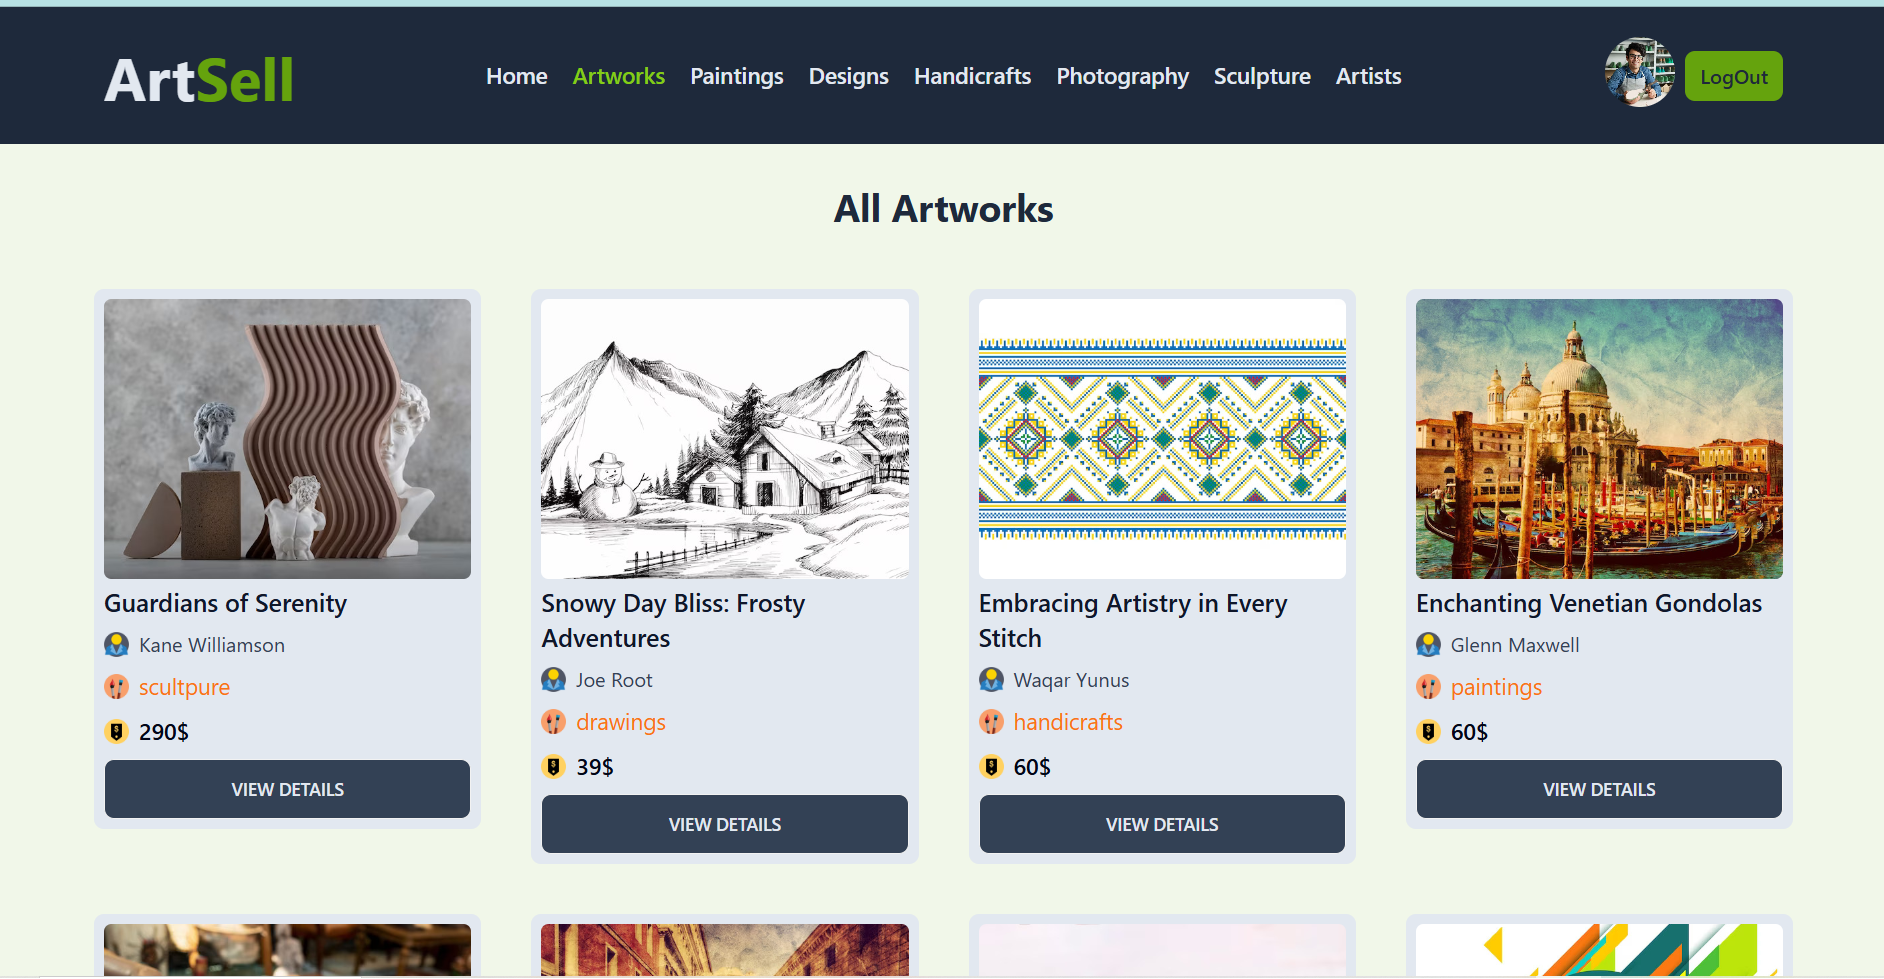 ArtSell
Home Artworks Paintings Designs Handicrafts Photography Sculpture Artists
LogOut
All Artworks
Guardians of Serenity
Kane Williamson
scultpure
290$
VIEW DETAILS
Snowy Day Bliss: Frosty
Adventures
Joe Root
drawings
39$
VIEW DETAILS
Embracing Artistry in Every
Stitch
Waqar Yunus
handicrafts
60$
VIEW DETAILS
Enchanting Venetian Gondolas
Glenn Maxwell
paintings
60$
VIEW DETAILS